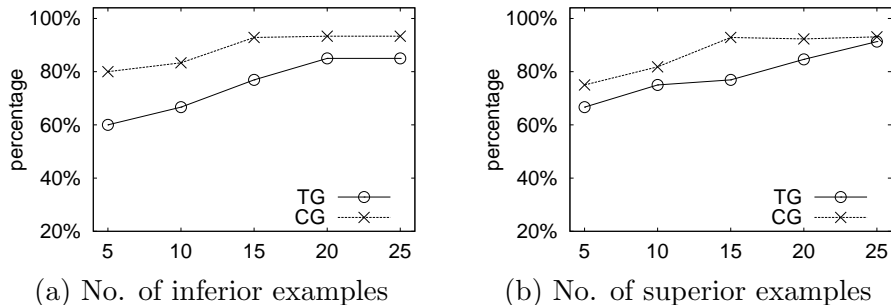 100%
80%
60%
40%
20%
percentage
TG
CG
5 10 15 20 25
(a) No. of inferior examples
100%
80%
60%
40%
20%
percentage
TG
CG
5 10 15 20 25
(b) No. of superior examples